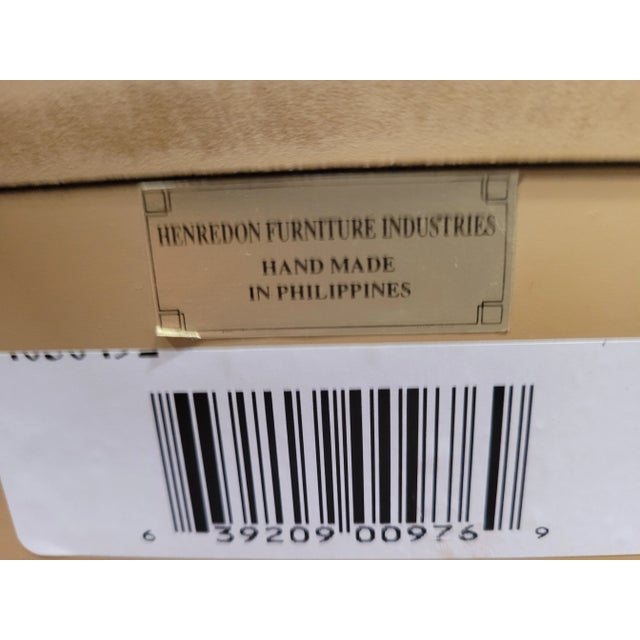 HENREDON FURNITURE INDUSTRIES
HAND MADE
IN PHILIPPINES
6 39209 00976 9